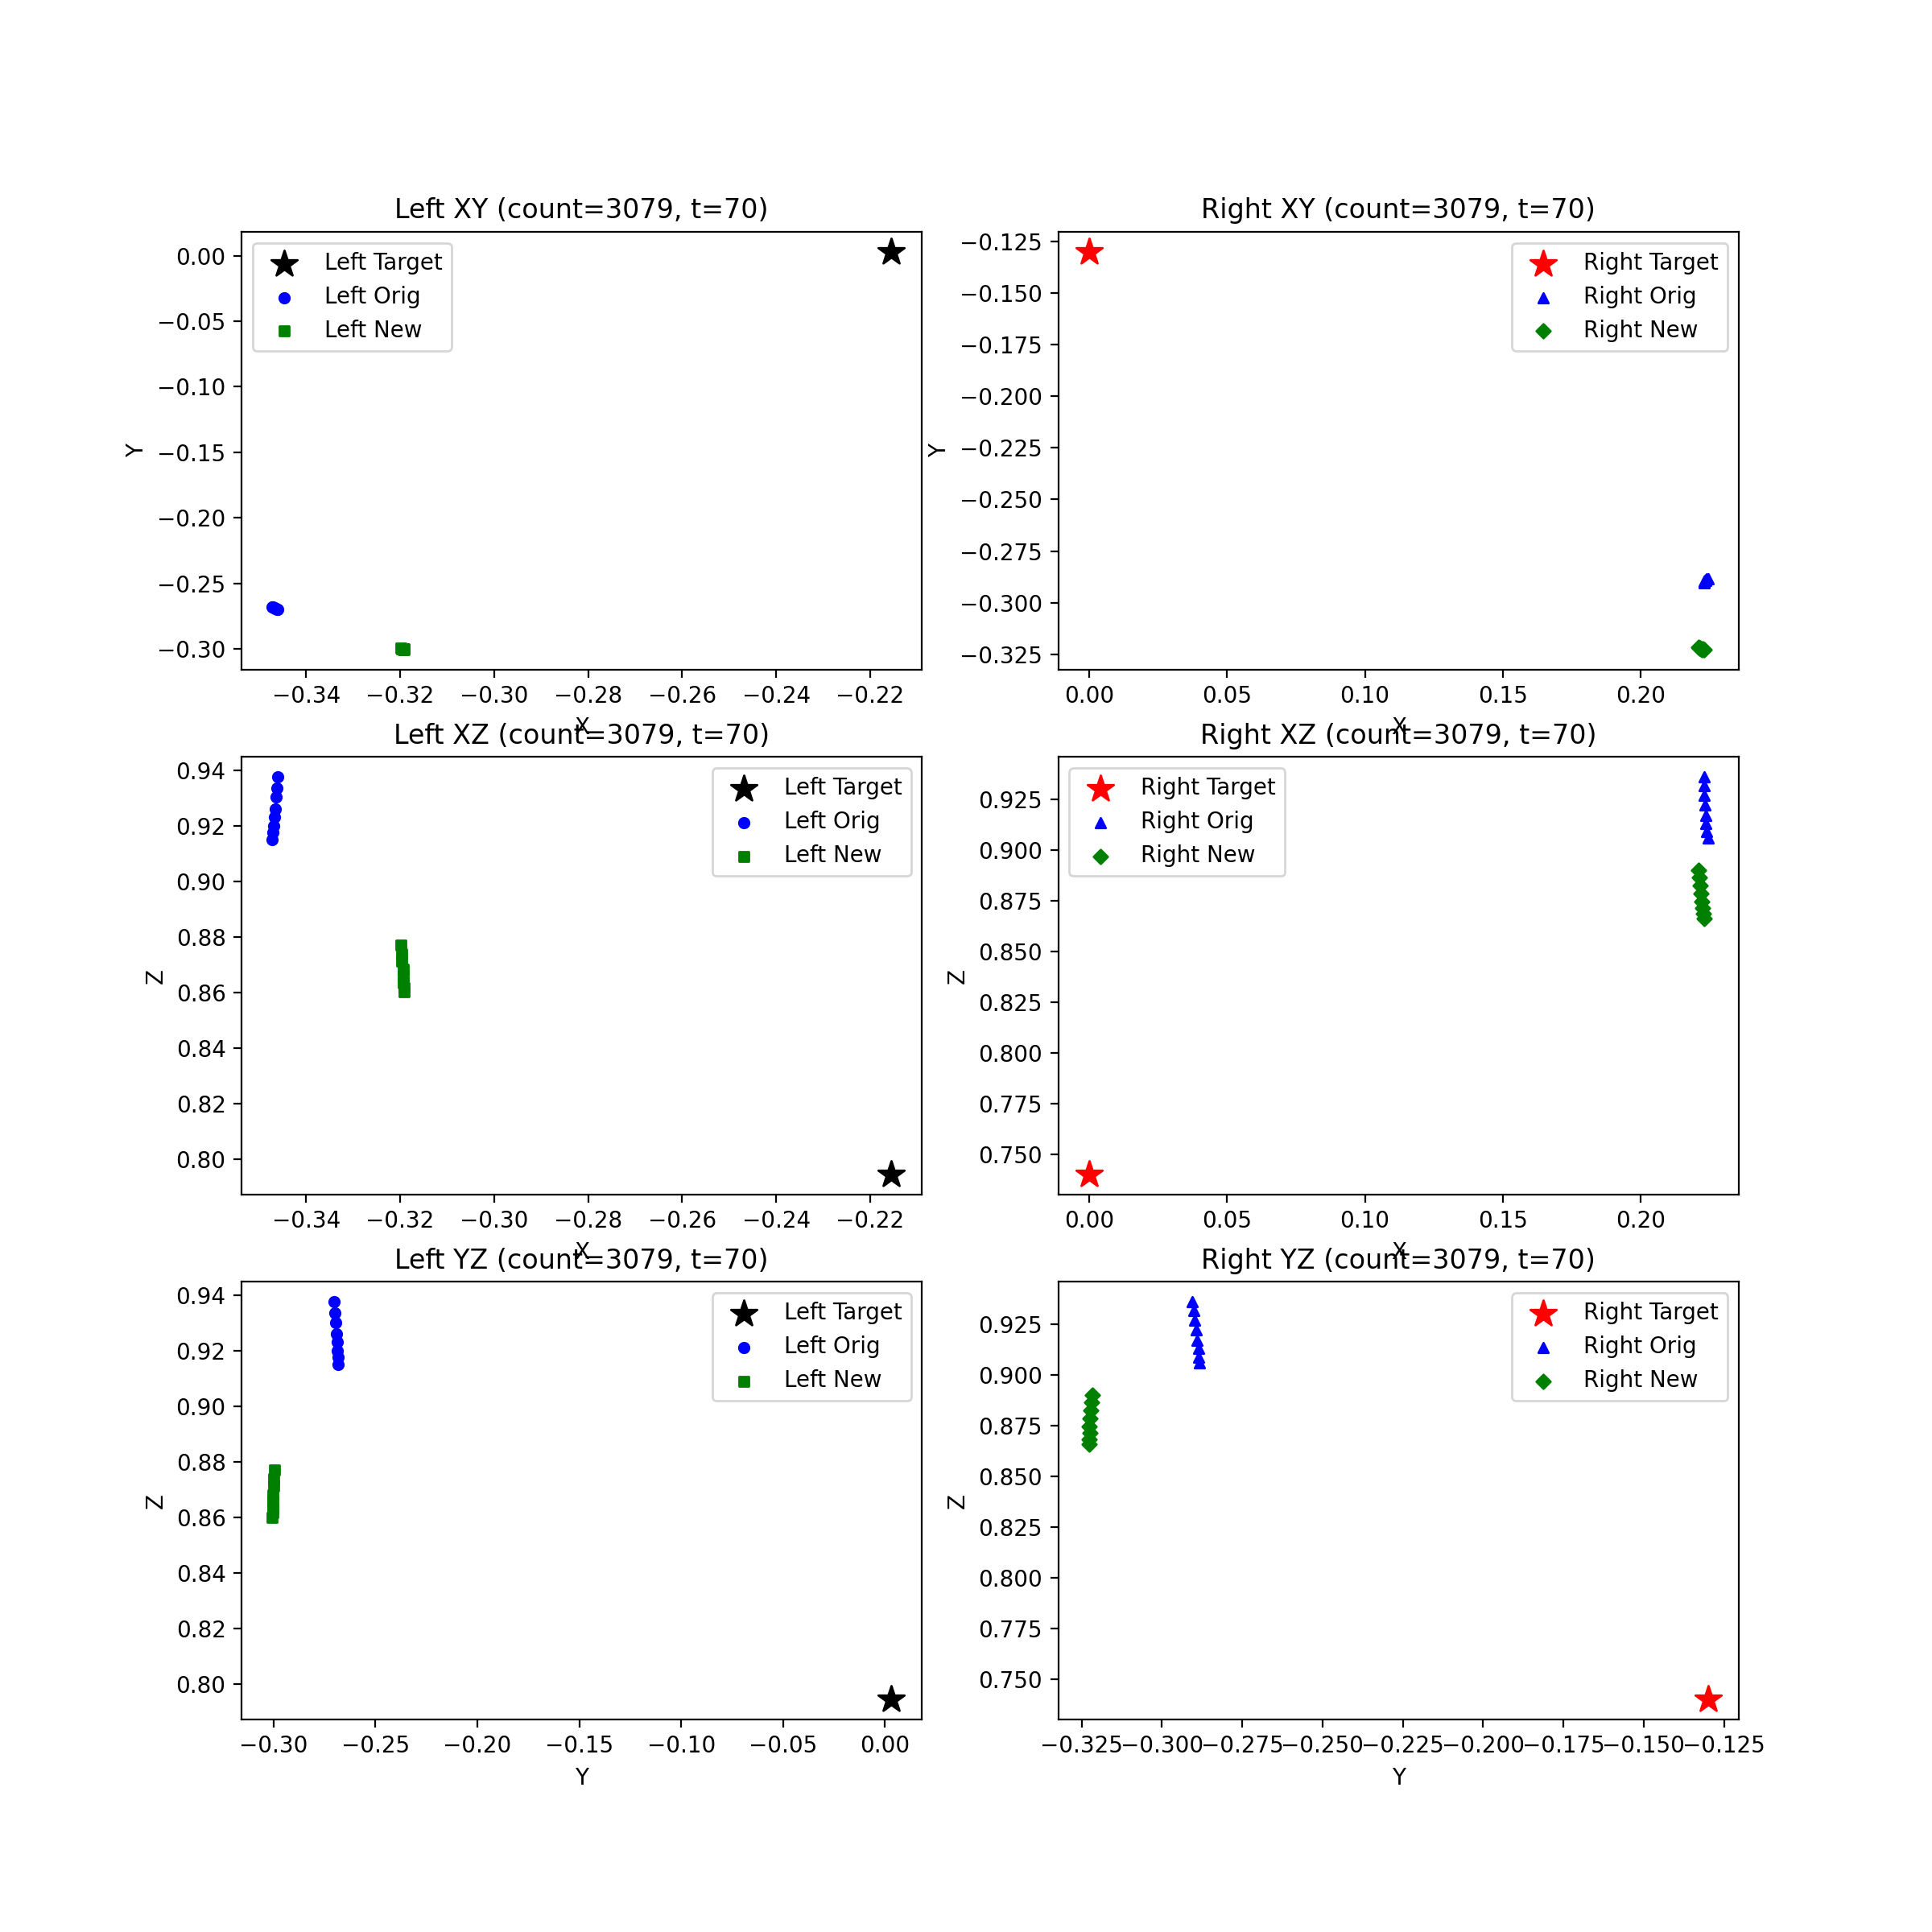 Left XY (count=3079, t=70)
0.00
−0.05
−0.10
−0.15
−0.20
−0.25
−0.30
Y
Left Target
Left Orig
Left New
−0.34 −0.32 −0.30 −0.28 −0.26 −0.24 −0.22
X
Right XY (count=3079, t=70)
−0.125
−0.150
−0.175
−0.200
−0.225
−0.250
−0.275
−0.300
−0.325
Y
Right Target
Right Orig
Right New
0.00 0.05 0.10 0.15 0.20
X
Left XZ (count=3079, t=70)
0.94
0.92
0.90
0.88
0.86
0.84
0.82
0.80
Z
Left Target
Left Orig
Left New
−0.34 −0.32 −0.30 −0.28 −0.26 −0.24 −0.22
X
Right XZ (count=3079, t=70)
0.925
0.900
0.875
0.850
0.825
0.800
0.775
0.750
Z
Right Target
Right Orig
Right New
0.00 0.05 0.10 0.15 0.20
X
Left YZ (count=3079, t=70)
0.94
0.92
0.90
0.88
0.86
0.84
0.82
0.80
Z
Left Target
Left Orig
Left New
−0.30 −0.25 −0.20 −0.15 −0.10 −0.05 0.00
Y
Right YZ (count=3079, t=70)
0.925
0.900
0.875
0.850
0.825
0.800
0.775
0.750
Z
Right Target
Right Orig
Right New
−0.325 −0.300 −0.275 −0.250 −0.225 −0.200 −0.175 −0.150 −0.125
Y